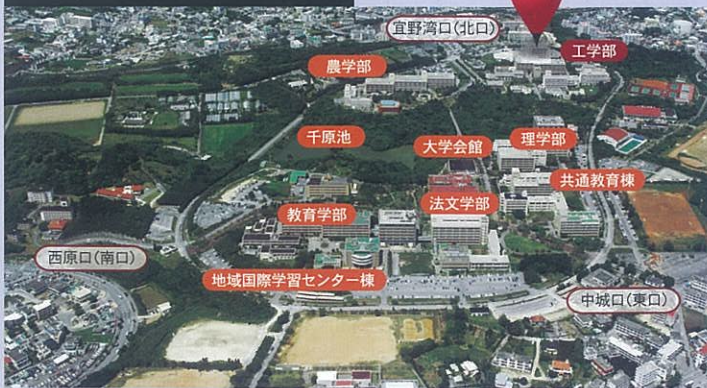 宜野湾口(北口)
工学部
農学部
千原池
大学会館
理学部
共通教育棟
教育学部
法文学部
西原口(南口)
地域国際学習センター棟
中城口(東口)